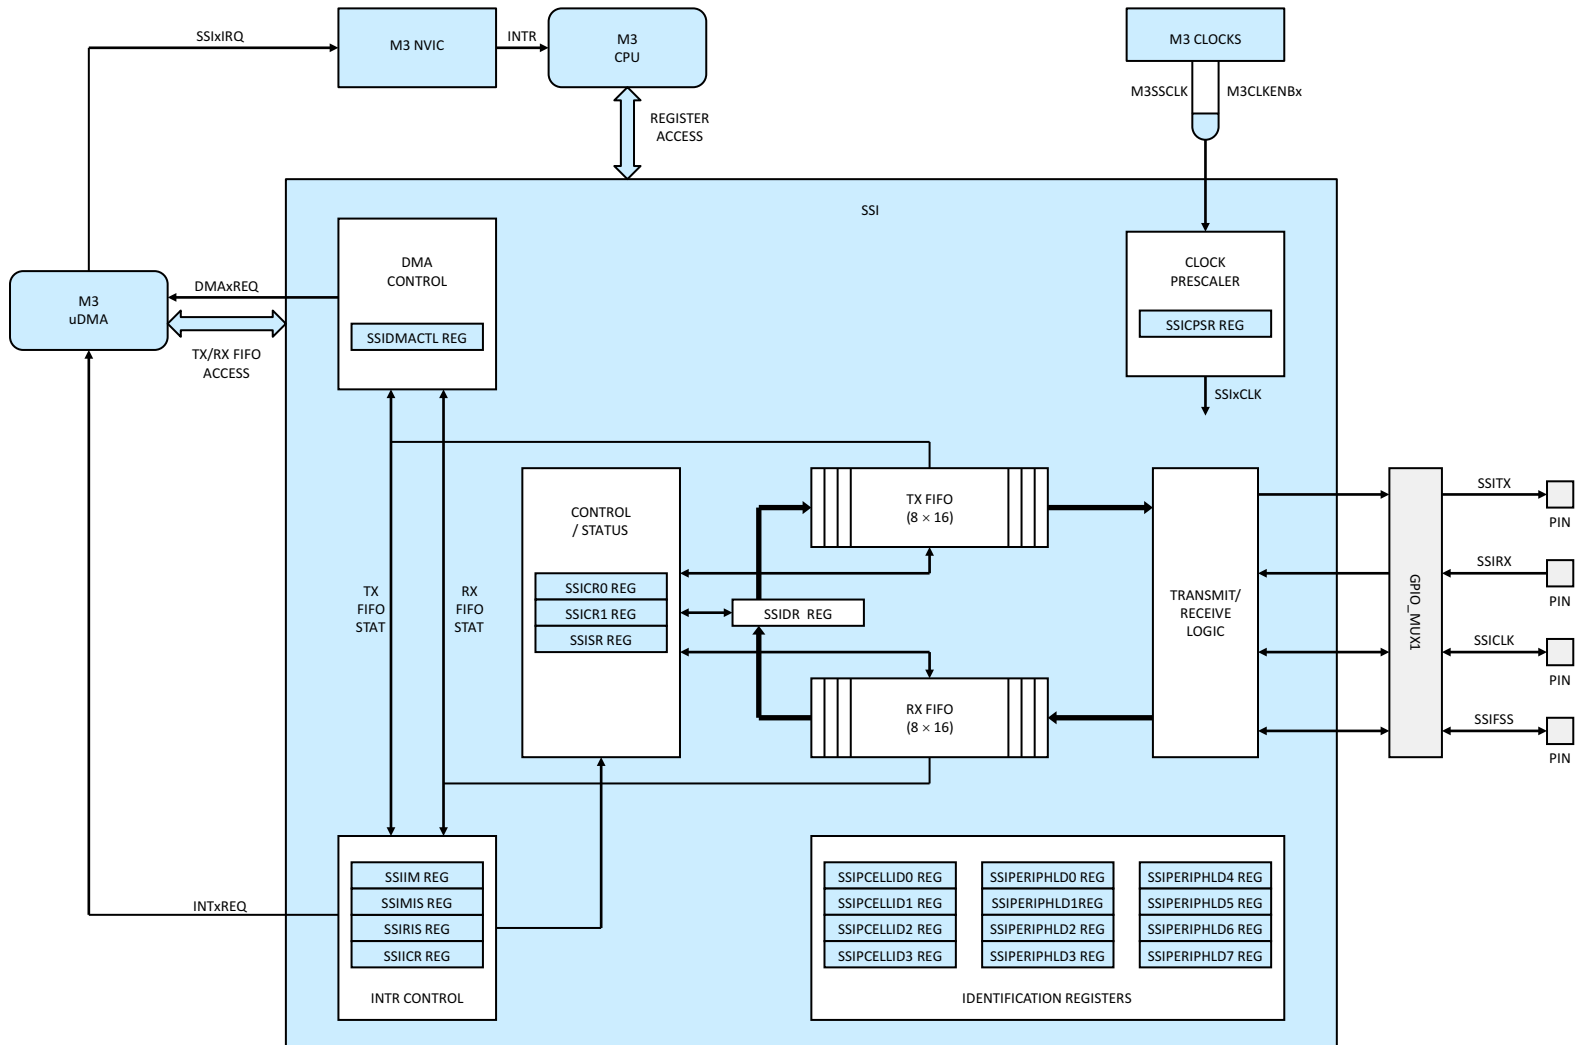 SSIxIRQ
M3 NVIC
INTR
M3
CPU
M3 CLOCKS
M3SSCLK
M3CLKENBx
REGISTER
ACCESS
SSI
DMA
CONTROL
SSIDMACTL REG
CLOCK
PRESCALER
SSICPSR REG
SSIxCLK
M3
uDMA
DMAxREQ
TX/RX FIFO
ACCESS
CONTROL
/ STATUS
SSICR0 REG
SSICR1 REG
SSISR REG
TX
FIFO
STAT
RX
FIFO
STAT
TX FIFO
(8 × 16)
SSIDR REG
RX FIFO
(8 × 16)
TRANSMIT/
RECEIVE
LOGIC
GPIO_MUX1
SSITX
PIN
SSIRX
PIN
SSICLK
PIN
SSIFSS
PIN
INTxREQ
SSIIM REG
SSIMIS REG
SSIRIS REG
SSIICR REG
INTR CONTROL
SSIPCELLID0 REG
SSIPCELLID1 REG
SSIPCELLID2 REG
SSIPCELLID3 REG
SSIPERIPHLD0 REG
SSIPERIPHLD1REG
SSIPERIPHLD2 REG
SSIPERIPHLD3 REG
SSIPERIPHLD4 REG
SSIPERIPHLD5 REG
SSIPERIPHLD6 REG
SSIPERIPHLD7 REG
IDENTIFICATION REGISTERS